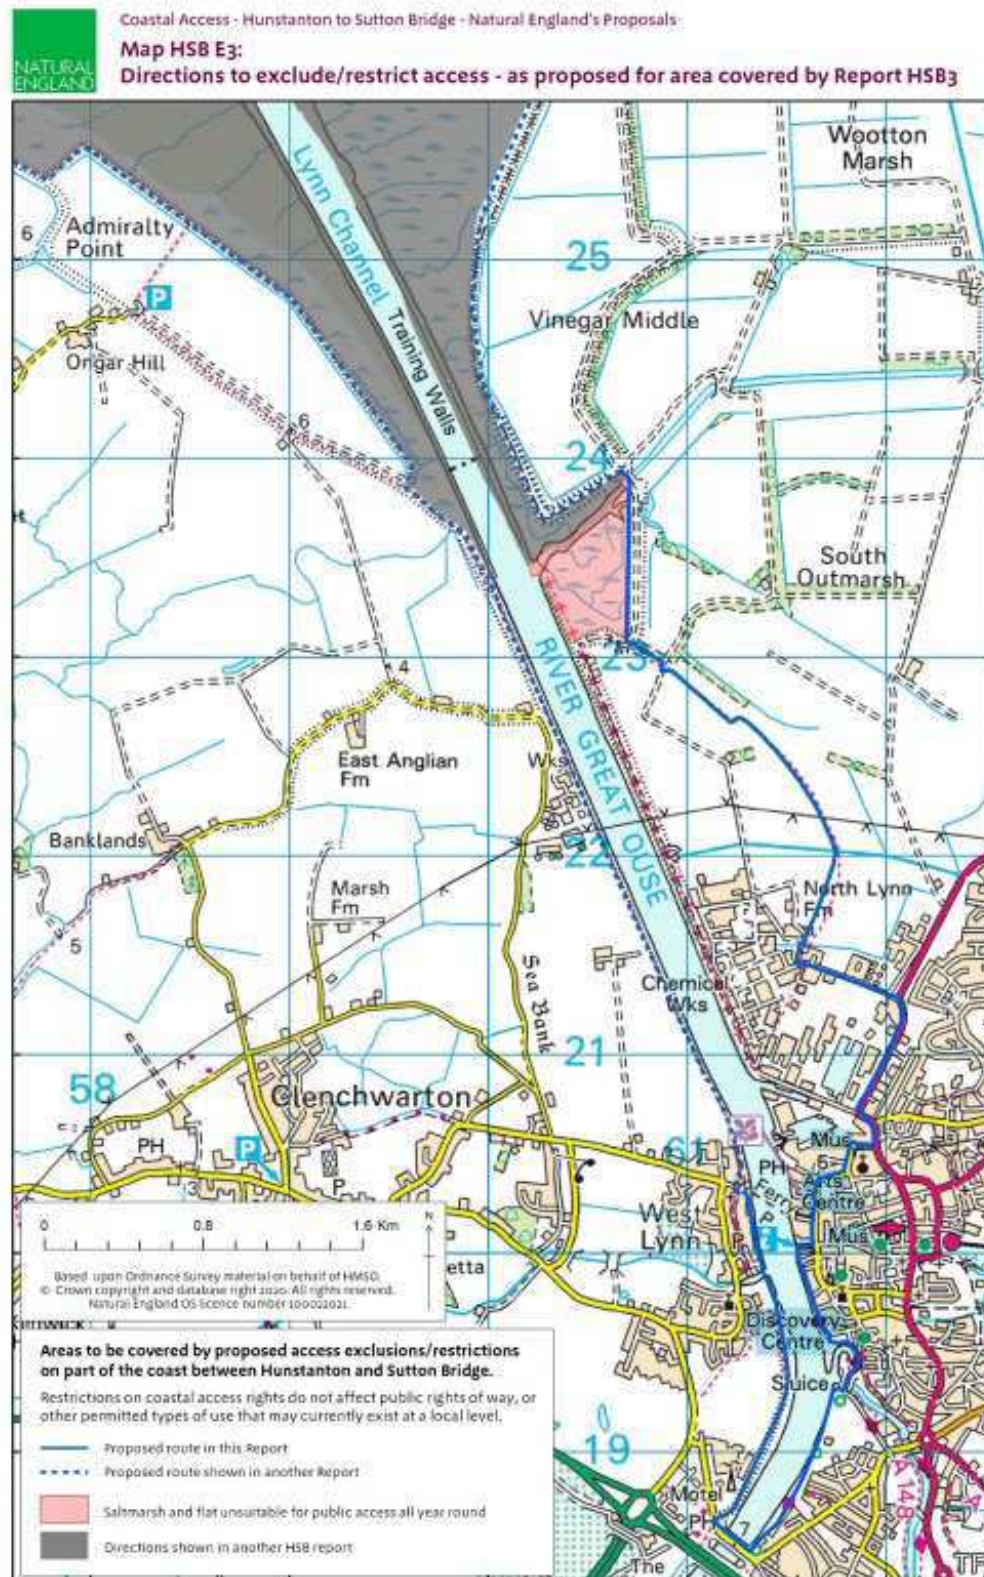 Coastal Access - Hunstanton to Sutton Bridge - Natural England's Proposals
Map HSB E3:
Directions to exclude/restrict access - as proposed for area covered by Report HSB3
NATURAL
ENGLAND
Wootton
Marsh
Lynn Channel
Training Walls
6
Admiralty
Point
P
25
Vinegar Middle
Ongar Hill
6
24
South
Outmarsh
23
RIVER GREAT OUSE
4
East Anglian
Fm
Wks
Banklands
22
Marsh
Fm
North Lynn
Fm
5
Sea Bank
Chemical
Wks
21
58
Clenchwarton
PH
P
P
3
61
Mus
PH
Ferry
P
Arts
Centre
West
Lynn
Mus
TH
etta
Discovery
Centre
Sluice
19
Motel
PH
A148
The
TF
0 0.8 1.6 Km
N
Based upon Ordnance Survey material on behalf of HMSO.
© Crown copyright and database right 2020. All rights reserved.
Natural England OS licence number 100022021.
Areas to be covered by proposed access exclusions/restrictions
on part of the coast between Hunstanton and Sutton Bridge.
Restrictions on coastal access rights do not affect public rights of way, or
other permitted types of use that may currently exist at a local level.
Proposed route in this Report
Proposed route shown in another Report
Saltmarsh and flat unsuitable for public access all year round
Directions shown in another HSB report